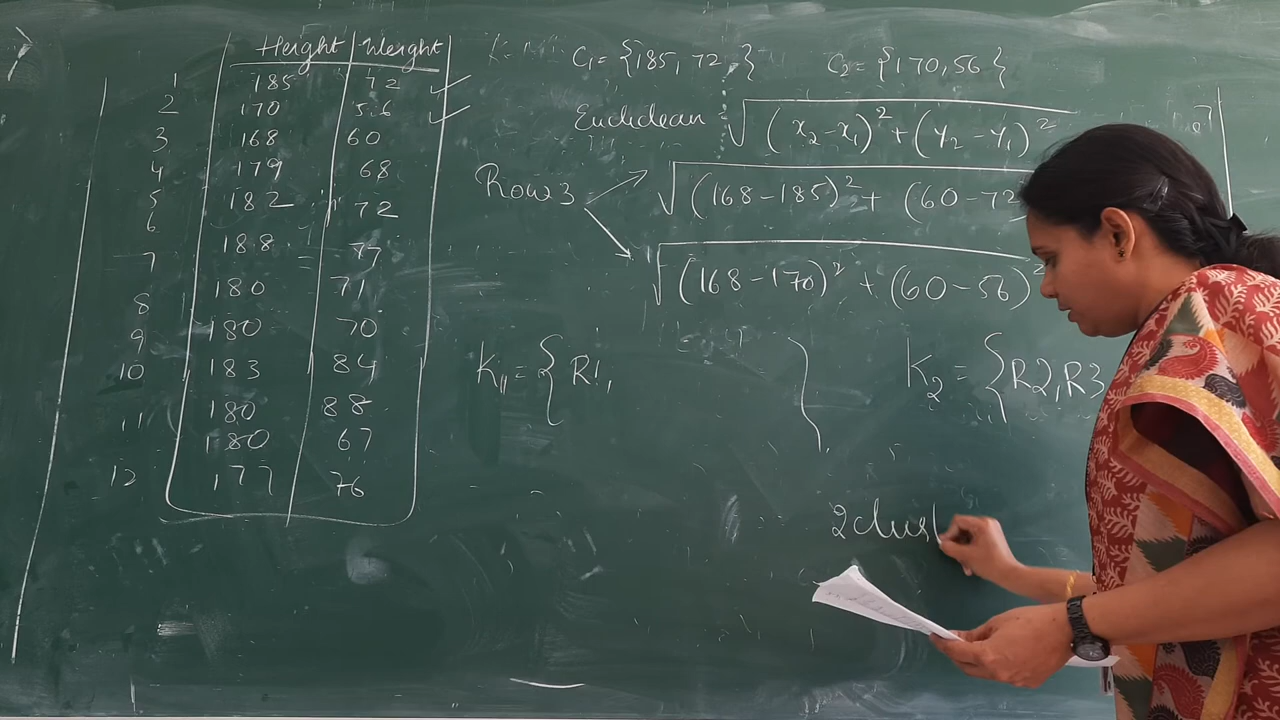 Height Weight
1 185 72
2 170 56
3 168 60
4 179 68
5 182 72
6 188 77
7 180 71
8 180 70
9 183 84
10 180 88
11 180 67
12 177 76
C1 = {185, 72}
C2 = {170, 56}
Euclidean = √(x2-x1)² + (y2-y1)²
Row 3
√(168-185)² + (60-72
√(168-170)² + (60-56)²
K1 = { R1, }
K2 = { R2, R3
2 clust